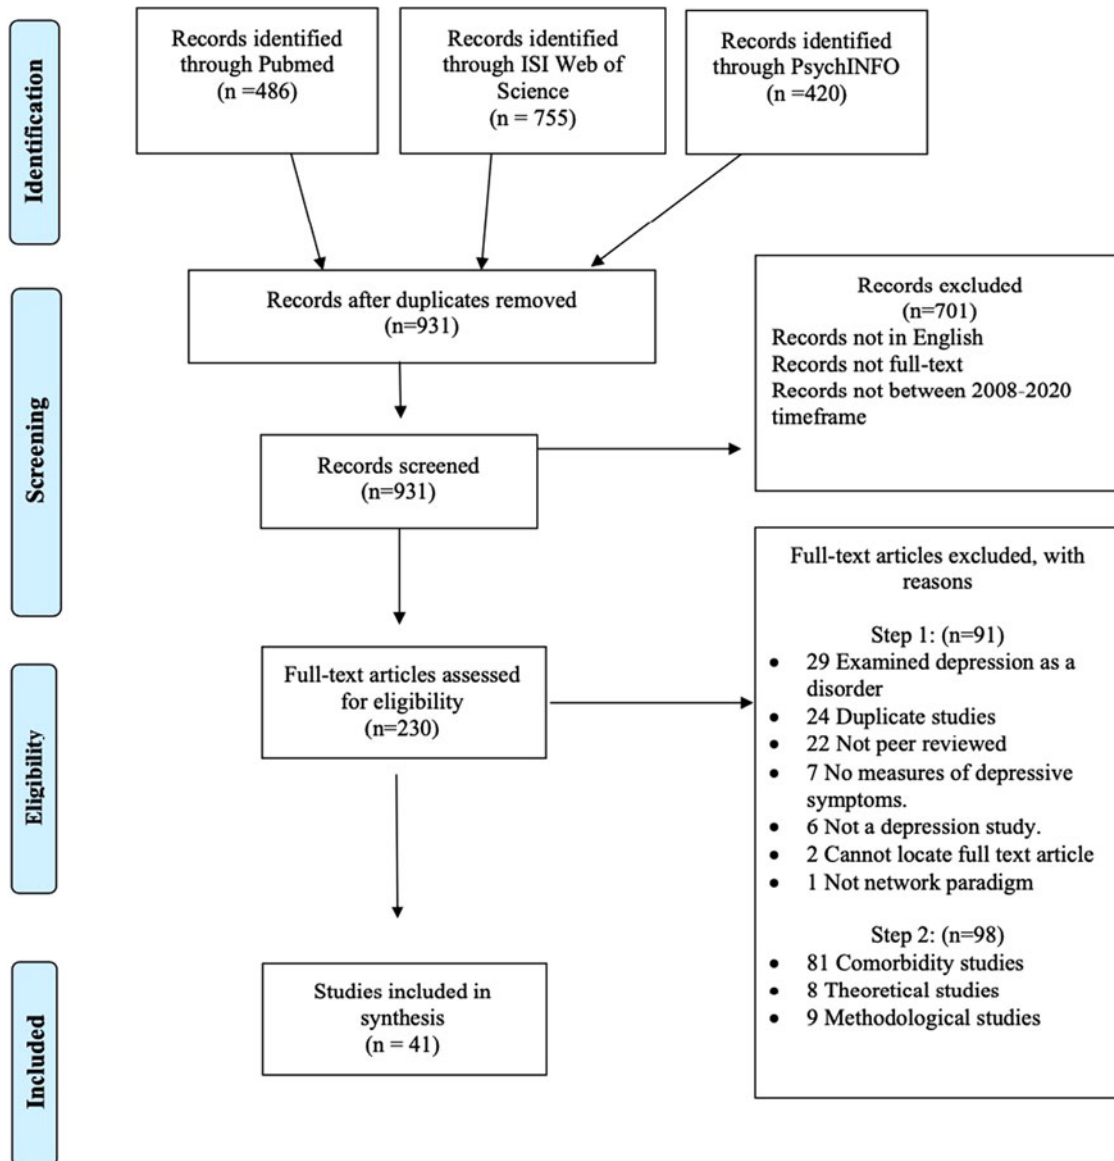 Identification
Records identified
through Pubmed
(n =486)
Records identified
through ISI Web of
Science
(n = 755)
Records identified
through PsychINFO
(n =420)
Screening
Records after duplicates removed
(n=931)
Records excluded
(n=701)
Records not in English
Records not full-text
Records not between 2008-2020
timeframe
Records screened
(n=931)
Eligibility
Full-text articles assessed
for eligibility
(n=230)
Full-text articles excluded, with
reasons
Step 1: (n=91)
• 29 Examined depression as a
disorder
• 24 Duplicate studies
• 22 Not peer reviewed
• 7 No measures of depressive
symptoms.
• 6 Not a depression study.
• 2 Cannot locate full text article
• 1 Not network paradigm
Step 2: (n=98)
• 81 Comorbidity studies
• 8 Theoretical studies
• 9 Methodological studies
Included
Studies included in
synthesis
(n = 41)